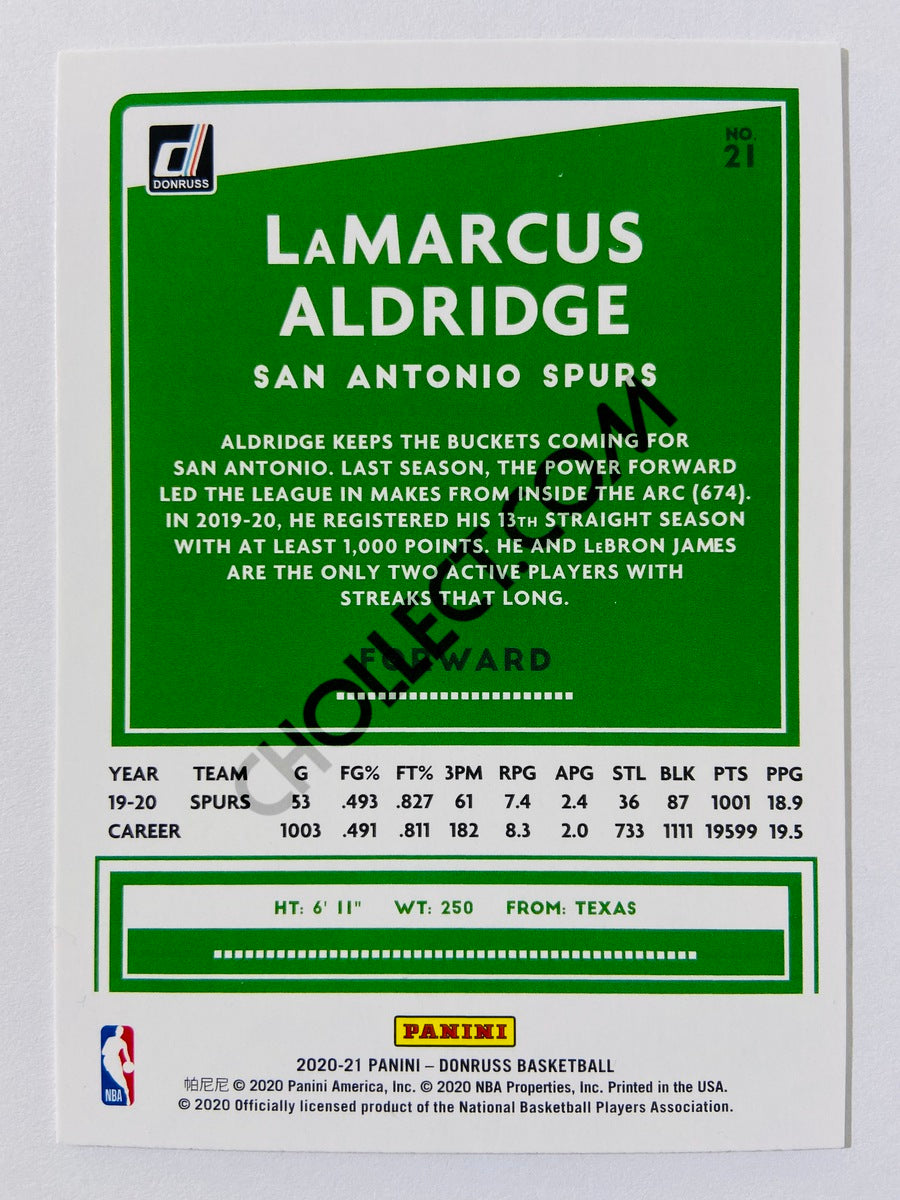 DONRUSS
NO.
21
LaMARCUS
ALDRIDGE
SAN ANTONIO SPURS
ALDRIDGE KEEPS THE BUCKETS COMING FOR
SAN ANTONIO. LAST SEASON, THE POWER FORWARD
LED THE LEAGUE IN MAKES FROM INSIDE THE ARC (674).
IN 2019-20, HE REGISTERED HIS 13TH STRAIGHT SEASON
WITH AT LEAST 1,000 POINTS. HE AND LeBRON JAMES
ARE THE ONLY TWO ACTIVE PLAYERS WITH
STREAKS THAT LONG.
FORWARD
CHOLLECT.COM
YEAR TEAM G FG% FT% 3PM RPG APG STL BLK PTS PPG
19-20 SPURS 53 .493 .827 61 7.4 2.4 36 87 1001 18.9
CAREER 1003 .491 .811 182 8.3 2.0 733 1111 19599 19.5
HT: 6' 11" WT: 250 FROM: TEXAS
PANINI
NBA
2020-21 PANINI – DONRUSS BASKETBALL
帕尼尼 © 2020 Panini America, Inc. © 2020 NBA Properties, Inc. Printed in the USA.
© 2020 Officially licensed product of the National Basketball Players Association.